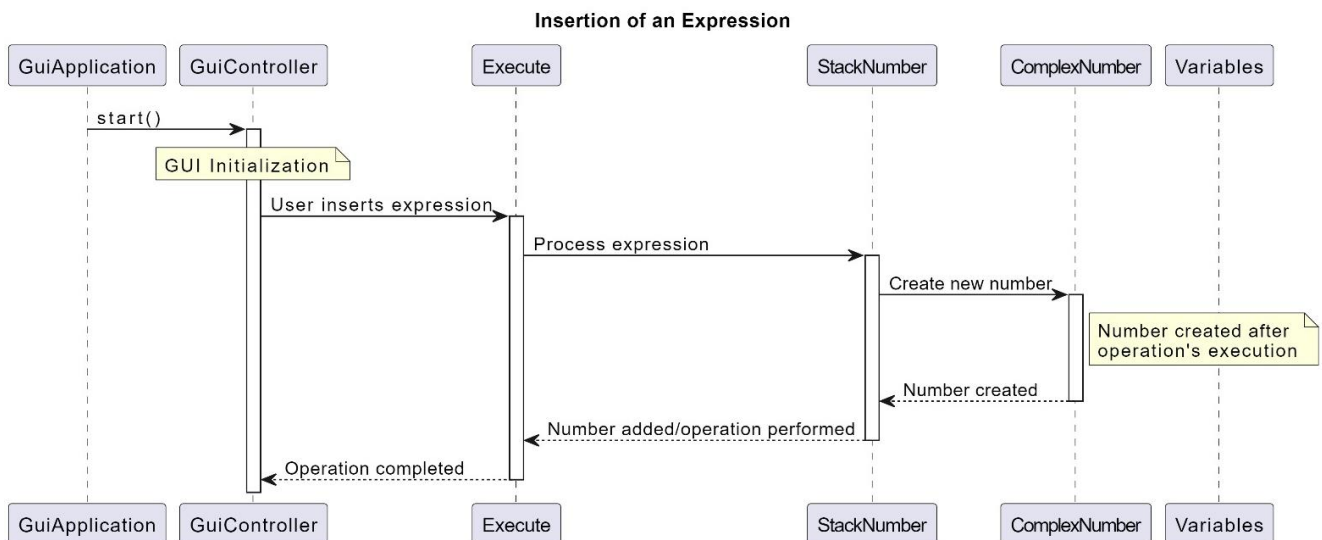 Insertion of an Expression
GuiApplication
GuiController
Execute
StackNumber
ComplexNumber
Variables
start()
GUI Initialization
User inserts expression
Process expression
Create new number
Number created after
operation's execution
Number created
Number added/operation performed
Operation completed
GuiApplication
GuiController
Execute
StackNumber
ComplexNumber
Variables